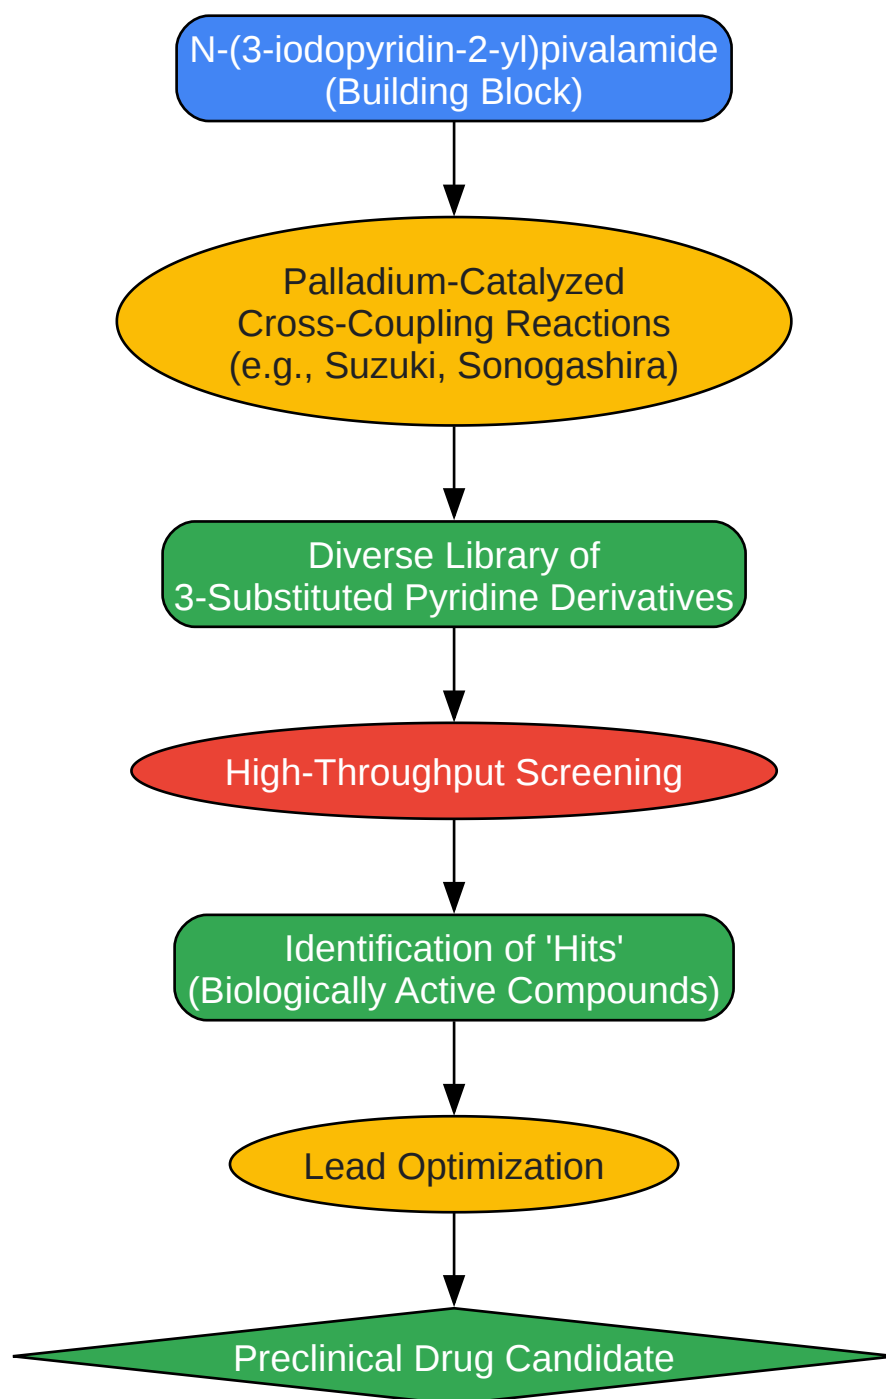 N-(3-iodopyridin-2-yl)pivalamide
(Building Block)
Palladium-Catalyzed
Cross-Coupling Reactions
(e.g., Suzuki, Sonogashira)
Diverse Library of
3-Substituted Pyridine Derivatives
High-Throughput Screening
Identification of 'Hits'
(Biologically Active Compounds)
Lead Optimization
Preclinical Drug Candidate